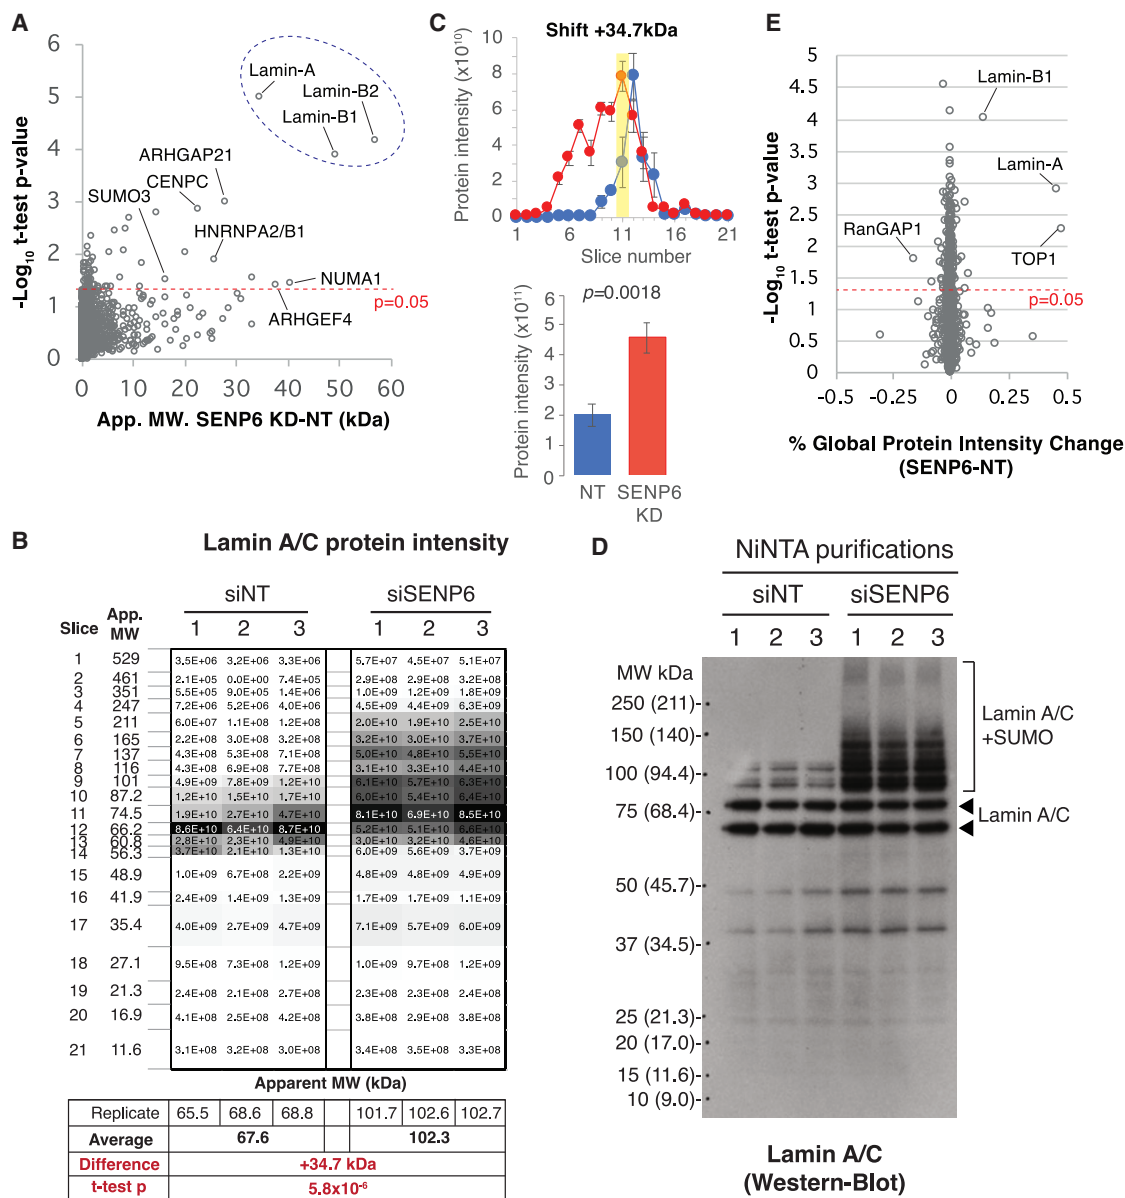 A
-Log10 t-test p-value
6
5
4
3
2
1
0
Lamin-A
Lamin-B2
Lamin-B1
ARHGAP21
CENPC
SUMO3
HNRNPA2/B1
NUMA1
p=0.05
ARHGEF4
0 10 20 30 40 50 60
App. MW. SENP6 KD-NT (kDa)
C
Shift +34.7kDa
Protein intensity (x10^10)
10
8
6
4
2
0
1 6 11 16 21
Slice number
p=0.0018
Protein intensity (x10^11)
6
5
4
3
2
1
0
NT SENP6
KD
E
-Log10 t-test p-value
5
4.5
4
3.5
3
2.5
2
1.5
1
0.5
0
Lamin-B1
Lamin-A
RanGAP1
TOP1
p=0.05
-0.5 -0.25 0 0.25 0.5
% Global Protein Intensity Change
(SENP6-NT)
B
Lamin A/C protein intensity
siNT siSENP6
Slice App. MW 1 2 3 1 2 3
1 529 3.5E+06 3.2E+06 3.3E+06 5.7E+07 4.5E+07 5.1E+07
2 461 2.1E+05 0.0E+00 7.4E+05 2.9E+08 2.9E+08 3.2E+08
3 351 5.5E+05 9.0E+05 1.4E+06 1.0E+09 1.2E+09 1.8E+09
4 247 7.2E+06 5.2E+06 4.0E+06 4.5E+09 4.4E+09 6.3E+09
5 211 6.0E+07 1.1E+08 1.2E+08 2.0E+10 1.9E+10 2.5E+10
6 165 2.2E+08 3.0E+08 3.2E+08 3.2E+10 3.0E+10 3.7E+10
7 137 4.3E+08 5.3E+08 7.1E+08 5.0E+10 4.8E+10 5.5E+10
8 116 4.3E+08 6.9E+08 7.7E+08 3.1E+10 3.3E+10 4.4E+10
9 101 4.9E+09 7.8E+09 1.2E+10 6.1E+10 5.7E+10 6.3E+10
10 87.2 1.2E+10 1.5E+10 1.7E+10 5.3E+10 6.0E+10 6.4E+10
11 74.5 1.9E+10 2.7E+10 4.7E+10 8.1E+10 6.9E+10 8.5E+10
12 66.2 8.6E+10 6.4E+10 8.7E+10 5.2E+10 5.1E+10 6.6E+10
13 60.8 2.8E+10 2.3E+10 4.9E+10 3.0E+10 3.2E+10 4.6E+10
14 56.3 3.7E+10 2.1E+10 1.3E+10 6.0E+09 5.6E+09 3.7E+09
15 48.9 1.0E+09 6.7E+08 2.2E+09 4.8E+09 4.8E+09 4.9E+09
16 41.9 2.4E+09 1.4E+09 1.3E+09 1.7E+09 1.7E+09 1.1E+09
17 35.4 4.0E+09 2.7E+09 4.7E+09 7.1E+09 5.7E+09 6.0E+09
18 27.1 9.5E+08 7.3E+08 1.2E+09 1.0E+09 9.7E+08 1.2E+09
19 21.3 2.4E+08 2.1E+08 2.7E+08 2.3E+08 2.3E+08 2.4E+08
20 16.9 4.1E+08 2.5E+08 4.2E+08 3.8E+08 2.9E+08 3.8E+08
21 11.6 3.1E+08 3.2E+08 3.0E+08 3.4E+08 3.5E+08 3.3E+08
Apparent MW (kDa)
Replicate 65.5 68.6 68.8 101.7 102.6 102.7
Average 67.6 102.3
Difference +34.7 kDa
t-test p 5.8x10^-6
D
NiNTA purifications
siNT siSENP6
1 2 3 1 2 3
MW kDa
250 (211)-
150 (140)-
100 (94.4)-
75 (68.4)-
50 (45.7)-
37 (34.5)-
25 (21.3)-
20 (17.0)-
15 (11.6)-
10 (9.0)-
Lamin A/C
+SUMO
Lamin A/C
Lamin A/C
(Western-Blot)